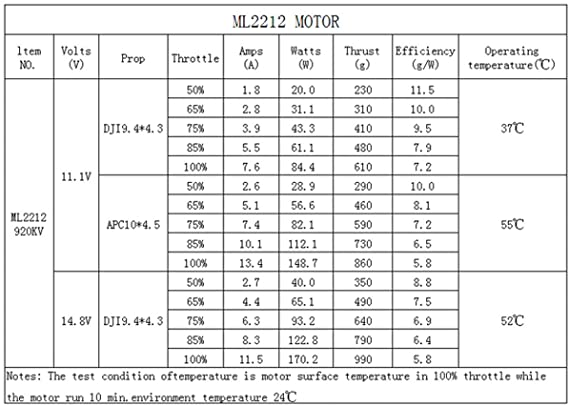 ML2212 MOTOR
Item NO. Volts (V) Prop Throttle Amps (A) Watts (W) Thrust (g) Efficiency (g/W) Operating temperature(℃)
ML2212 920KV 11.1V DJI9.4*4.3 50% 1.8 20.0 230 11.5 37℃
65% 2.8 31.1 310 10.0
75% 3.9 43.3 410 9.5
85% 5.5 61.1 480 7.9
100% 7.6 84.4 610 7.2
APC10*4.5 50% 2.6 28.9 290 10.0 55℃
65% 5.1 56.6 460 8.1
75% 7.4 82.1 590 7.2
85% 10.1 112.1 730 6.5
100% 13.4 148.7 860 5.8
14.8V DJI9.4*4.3 50% 2.7 40.0 350 8.8 52℃
65% 4.4 65.1 490 7.5
75% 6.3 93.2 640 6.9
85% 8.3 122.8 790 6.4
100% 11.5 170.2 990 5.8
Notes: The test condition oftemperature is motor surface temperature in 100% throttle while
the motor run 10 min.environment temperature 24℃